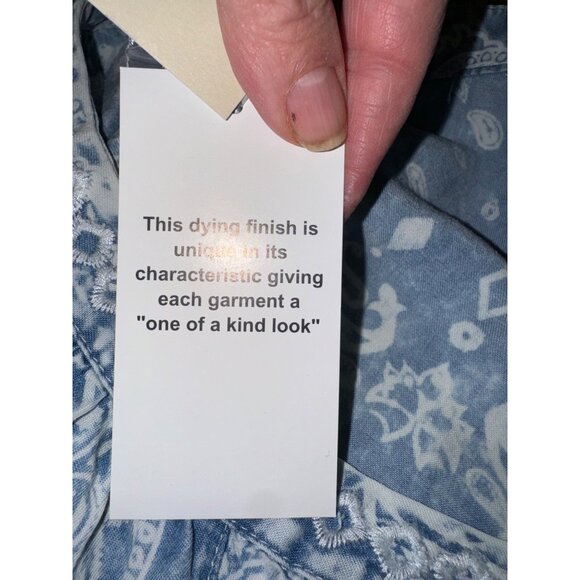 This dying finish is
unique in its
characteristic giving
each garment a
"one of a kind look"